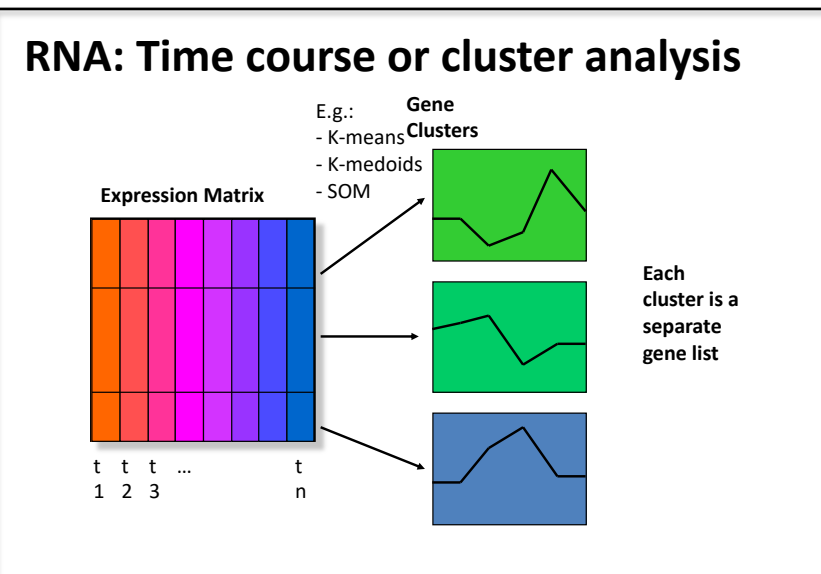 RNA: Time course or cluster analysis
E.g.:
- K-means
- K-medoids
- SOM
Gene
Clusters
Expression Matrix
Each
cluster is a
separate
gene list
t t t ... t
1 2 3 n